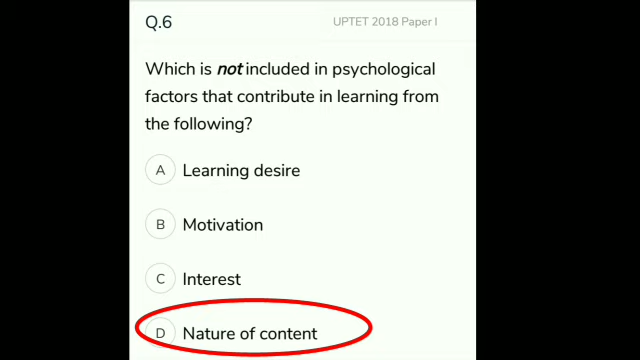 Q.6 UPTET 2018 Paper I
Which is not included in psychological
factors that contribute in learning from
the following?
A Learning desire
B Motivation
C Interest
D Nature of content